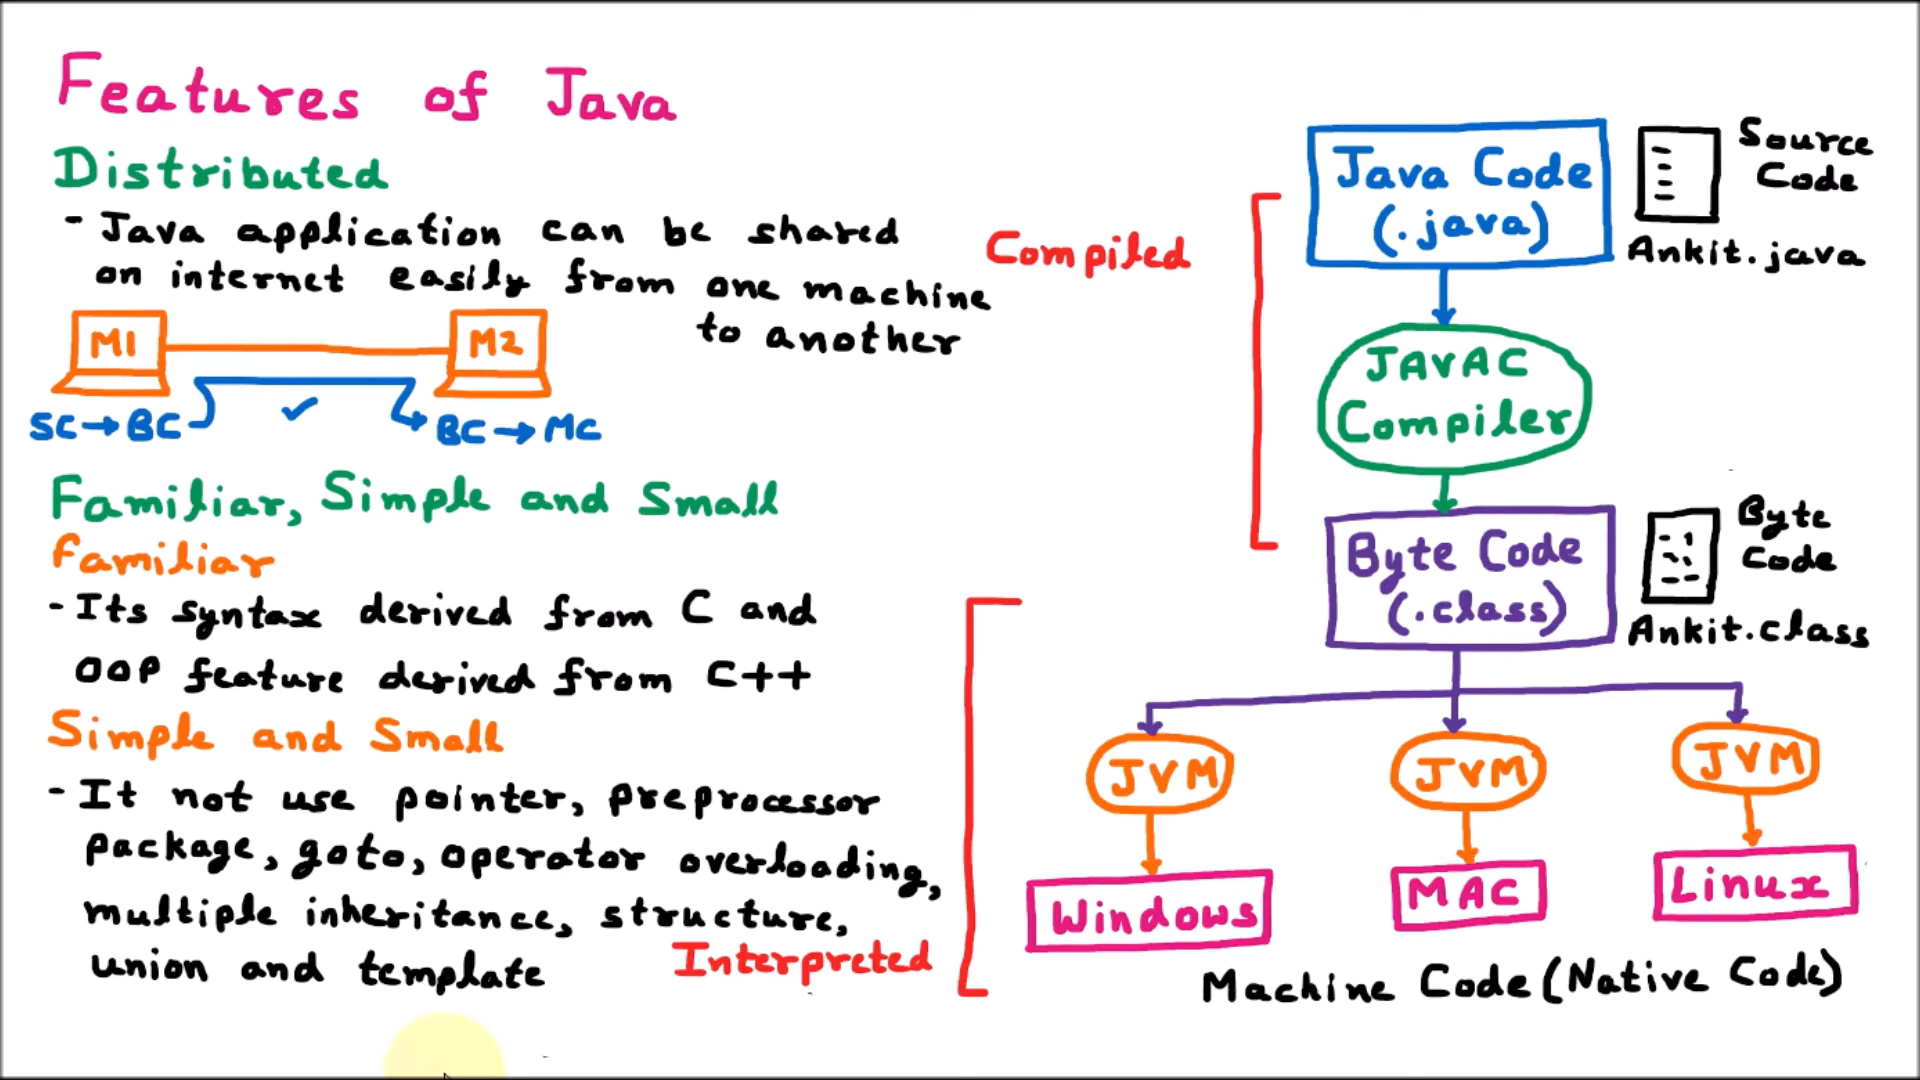 Features of Java
Distributed
- Java application can be shared
on internet easily from one machine
to another
M1
M2
SC→BC
✓
BC→MC
Familiar, Simple and Small
familiar
- Its syntax derived from C and
OOP feature derived from C++
Simple and Small
- It not use pointer, preprocessor
package, goto, operator overloading,
multiple inheritance, structure,
union and template
Compiled
Interpreted
Java Code
(.java)
Source
Code
Ankit.java
JAVAC
Compiler
Byte Code
(.class)
Byte
Code
Ankit.class
JVM
JVM
JVM
Windows
MAC
Linux
Machine Code (Native Code)